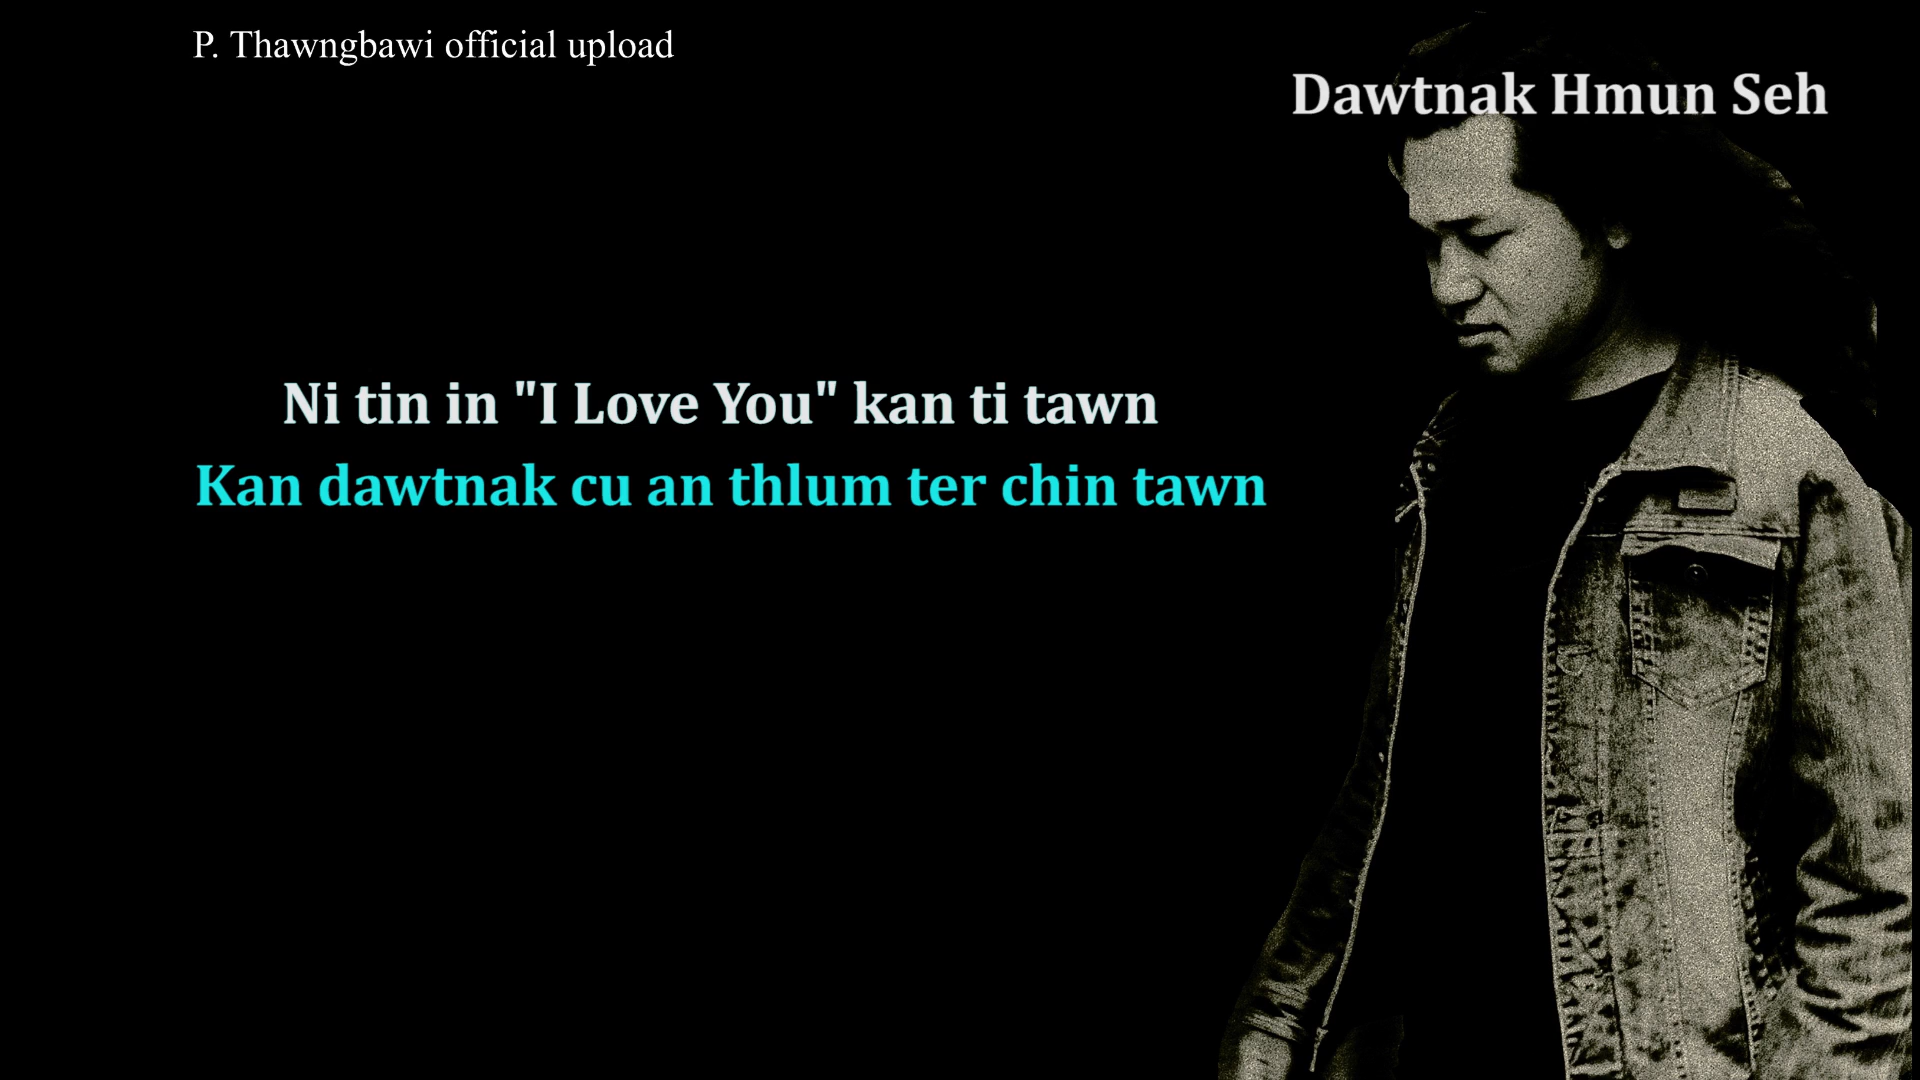 P. Thawngbawi official upload
Dawtnak Hmun Seh
Ni tin in "I Love You" kan ti tawn
Kan dawtnak cu an thlum ter chin tawn